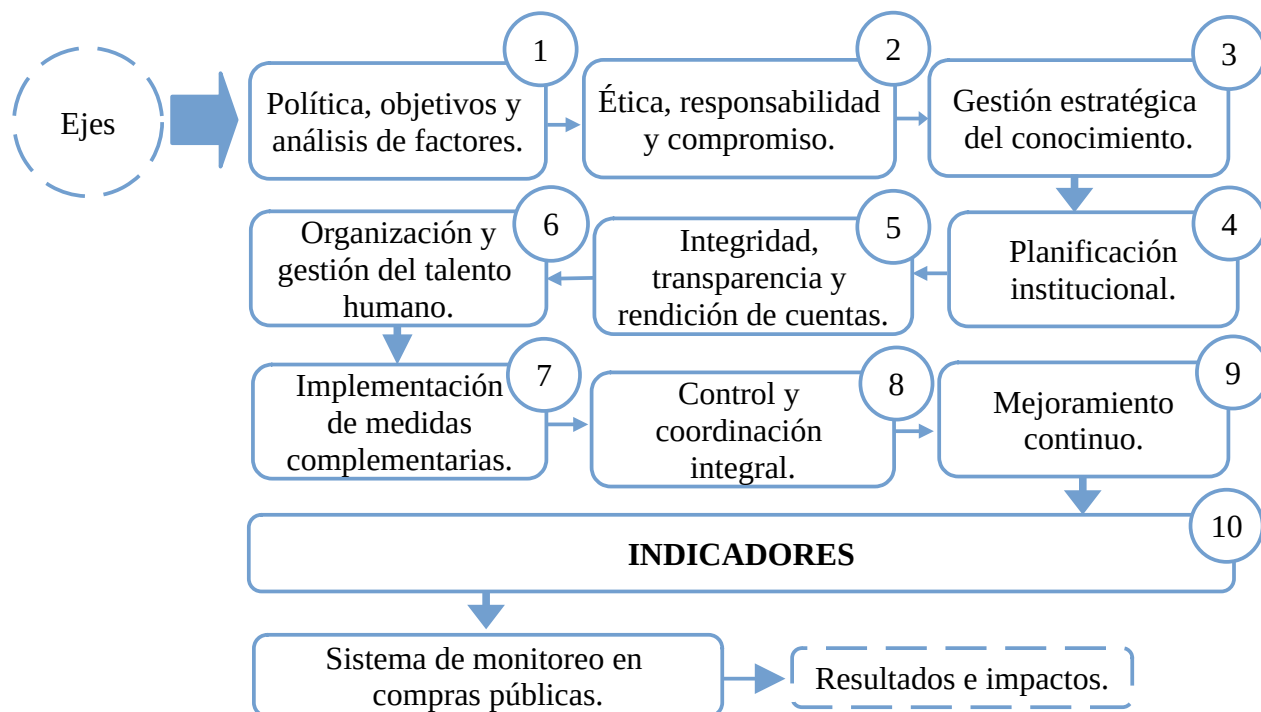 Ejes
1
Política, objetivos y
análisis de factores.
2
Ética, responsabilidad
y compromiso.
3
Gestión estratégica
del conocimiento.
4
Planificación
institucional.
5
Integridad,
transparencia y
rendición de cuentas.
6
Organización y
gestión del talento
humano.
7
Implementación
de medidas
complementarias.
8
Control y
coordinación
integral.
9
Mejoramiento
continuo.
10
INDICADORES
Sistema de monitoreo en
compras públicas.
Resultados e impactos.